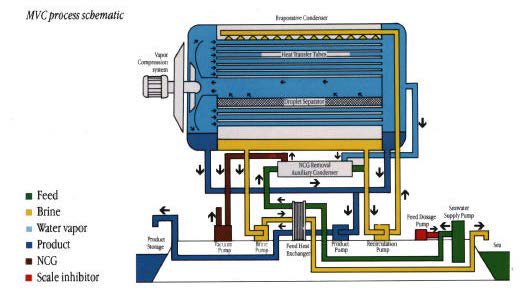 MVC process schematic
Evaporative Condenser
Vapor
Compression
system
Heat Transfer Tubes
Droplet Separator
NCG Removal
Auxiliary Condenser
Feed
Brine
Water vapor
Product
NCG
Scale inhibitor
Product
Storage
Vacuum
Pump
Brine
Pump
Feed Heat
Exchanger
Product
Pump
Recirculation
Pump
Feed Dosage
Pump
Seawater
Supply Pump
Sea